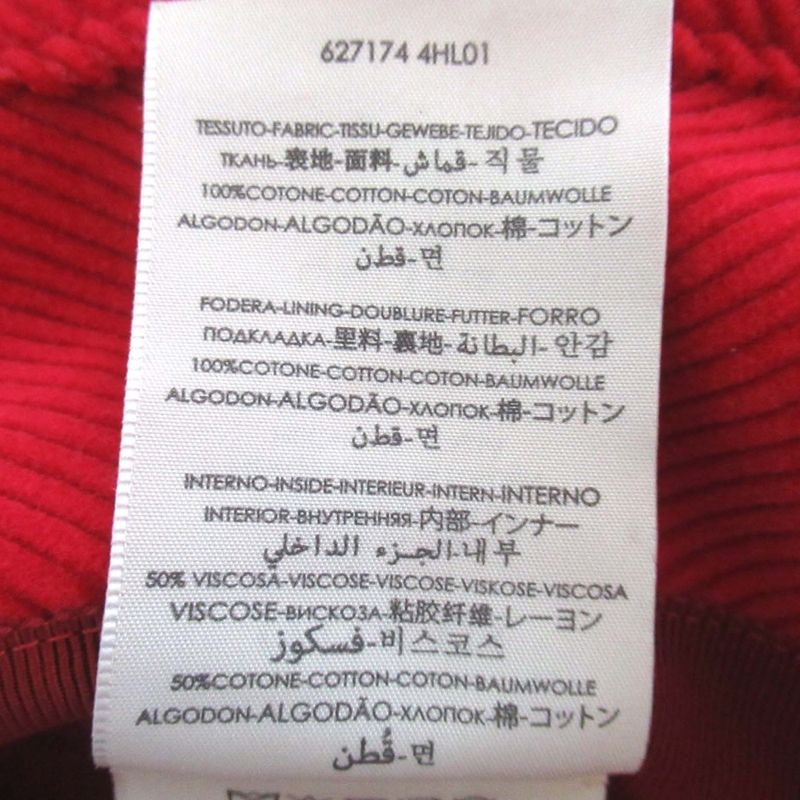 627174 4HL01
TESSUTO-FABRIC-TISSU-GEWEBE-TEJIDO-TECIDO
ТКАНЬ-表地-面料-قماش-직물
100%COTONE-COTTON-COTON-BAUMWOLLE
ALGODON-ALGODÃO-ХЛОПОК-棉-コットン
قطن-면
FODERA-LINING-DOUBLURE-FUTTER-FORRO
ПОДКЛАДКА-里料-裏地-البطانة-안감
100%COTONE-COTTON-COTON-BAUMWOLLE
ALGODON-ALGODÃO-ХЛОПОК-棉-コットン
قطن-면
INTERNO-INSIDE-INTERIEUR-INTERN-INTERNO
INTERIOR-ВНУТРЕННЯЯ-内部-インナー
الجزء الداخلي-내부
50% VISCOSA-VISCOSE-VISCOSE-VISKOSE-VISCOSA
VISCOSE-ВИСКОЗА-粘胶纤维-レーヨン
فسكوز-비스코스
50%COTONE-COTTON-COTON-BAUMWOLLE
ALGODON-ALGODÃO-ХЛОПОК-棉-コットン
قُطن-면